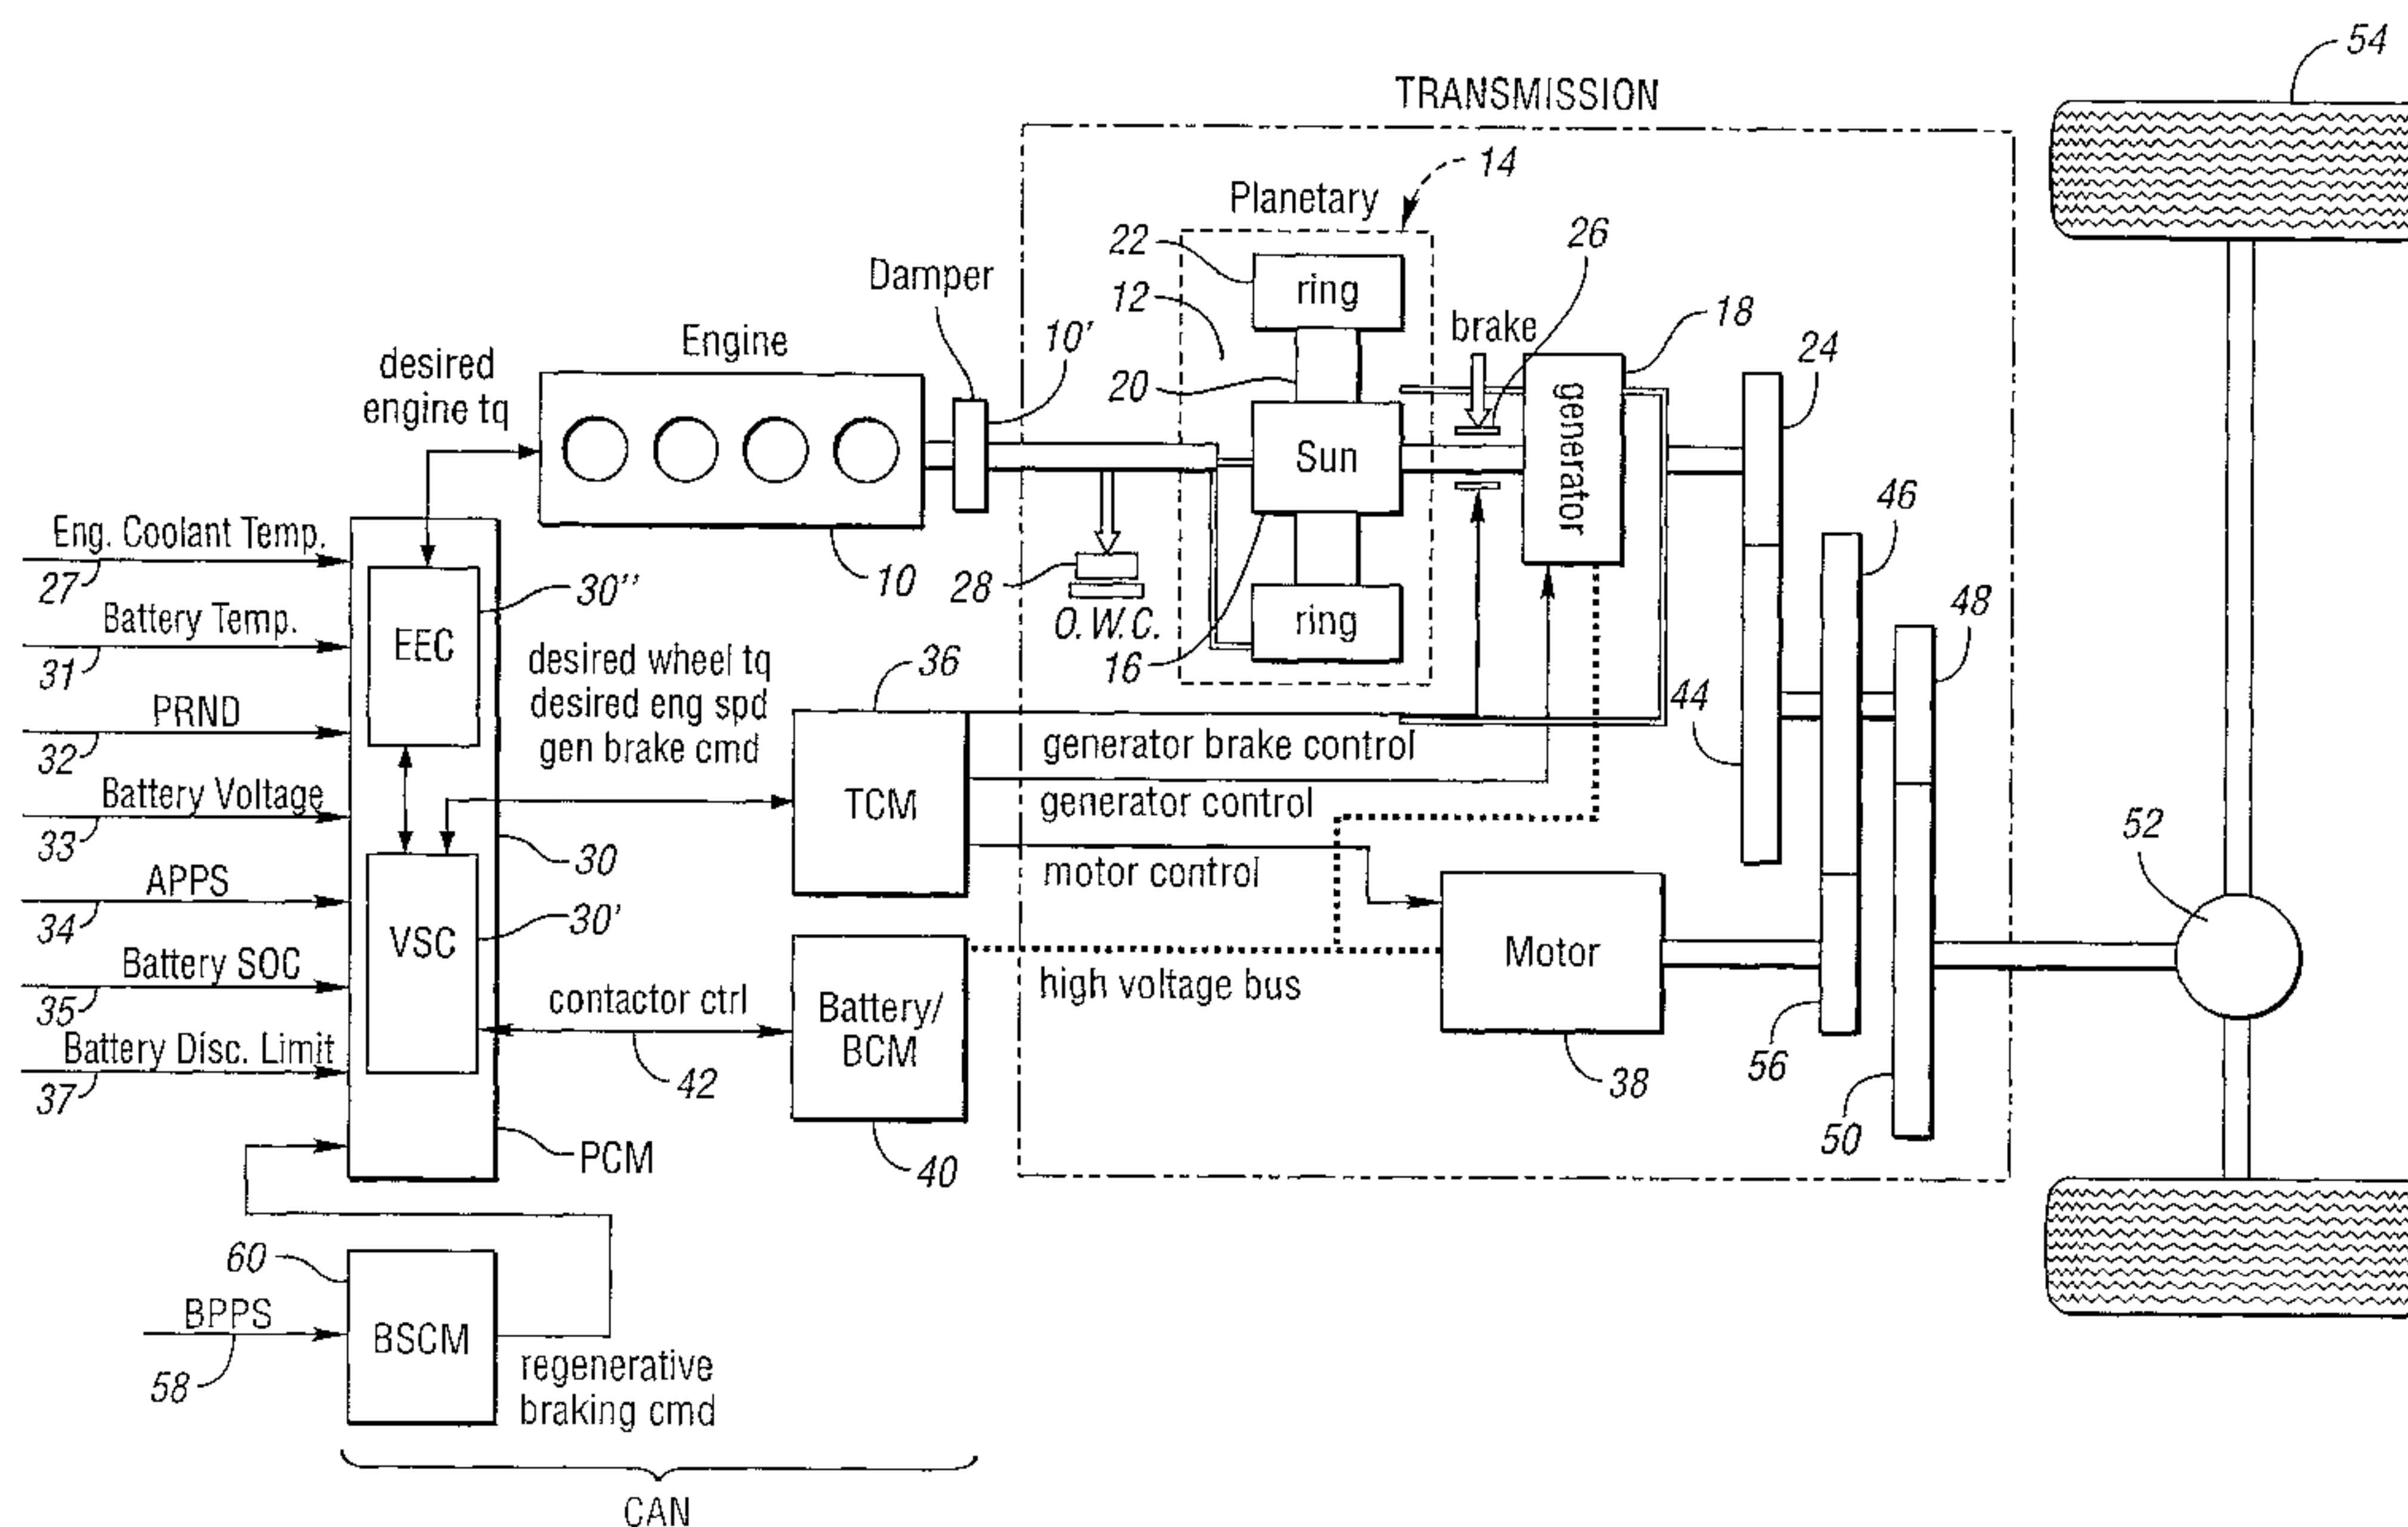 54
TRANSMISSION
14
Planetary
22
ring
26
Damper
12
10'
brake
18
Engine
20
24
desired
engine tq
generator
Sun
46
Eng. Coolant Temp.
27
10
28
O.W.C.
30''
EEC
ring
16
48
Battery Temp.
31
desired wheel tq
desired eng spd
gen brake cmd
36
44
PRND
32
generator brake control
Battery Voltage
33
TCM
generator control
30
52
APPS
34
motor control
30'
VSC
Motor
Battery SOC
35
contactor ctrl
Battery/
BCM
high voltage bus
Battery Disc. Limit
37
42
38
56
50
PCM
40
60
BPPS
58
BSCM
regenerative
braking cmd
CAN